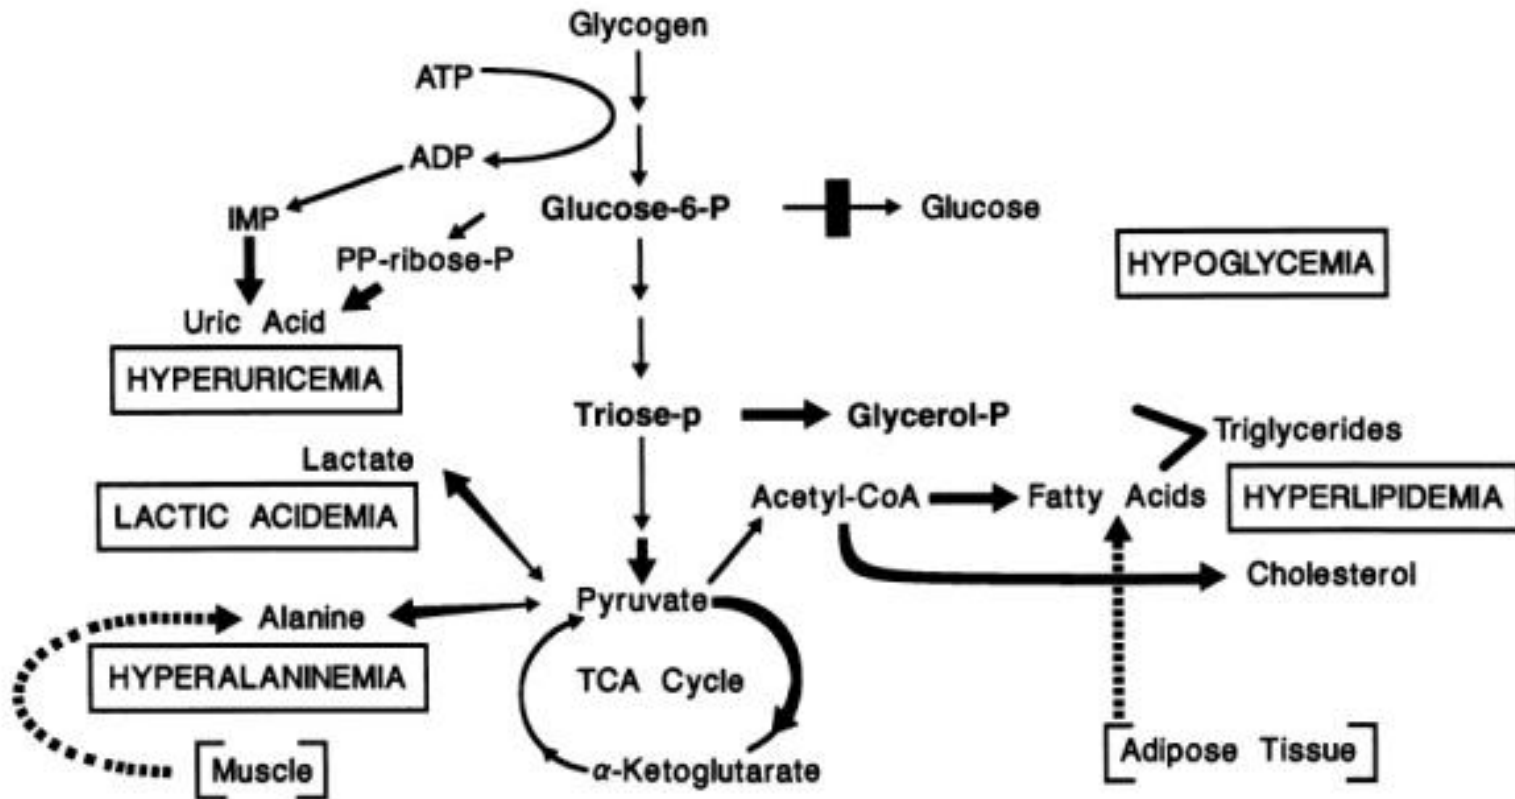 Glycogen
ATP
ADP
IMP
Glucose-6-P
Glucose
PP-ribose-P
HYPOGLYCEMIA
Uric Acid
HYPERURICEMIA
Triose-p
Glycerol-P
Triglycerides
Lactate
LACTIC ACIDEMIA
Acetyl-CoA
Fatty Acids
HYPERLIPIDEMIA
Cholesterol
Pyruvate
Alanine
HYPERALANINEMIA
TCA Cycle
[Muscle]
α-Ketoglutarate
[Adipose Tissue]